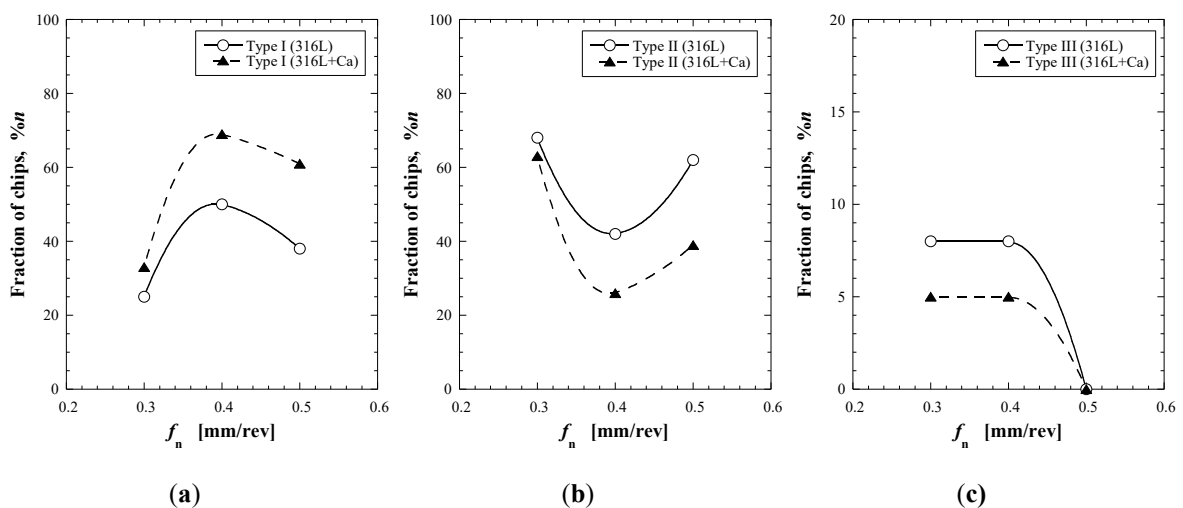 100
80
60
40
20
0
Fraction of chips, %n
Type I (316L)
Type I (316L+Ca)
0.2 0.3 0.4 0.5 0.6
fn [mm/rev]
(a)
100
80
60
40
20
0
Fraction of chips, %n
Type II (316L)
Type II (316L+Ca)
0.2 0.3 0.4 0.5 0.6
fn [mm/rev]
(b)
20
15
10
5
0
Fraction of chips, %n
Type III (316L)
Type III (316L+Ca)
0.2 0.3 0.4 0.5 0.6
fn [mm/rev]
(c)